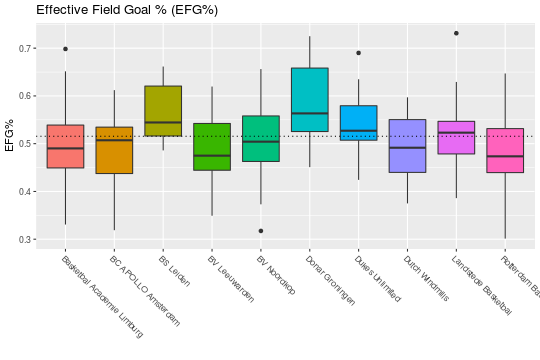 Effective Field Goal % (EFG%)
EFG%
0.7
0.6
0.5
0.4
0.3
Basketbal Academie Limburg
BC APOLLO Amsterdam
BS Leiden
BV Leeuwarden
BV Noordkop
Donar Groningen
Dukes Unlimited
Dutch Windmills
Landstede Basketbal
Rotterdam Bas